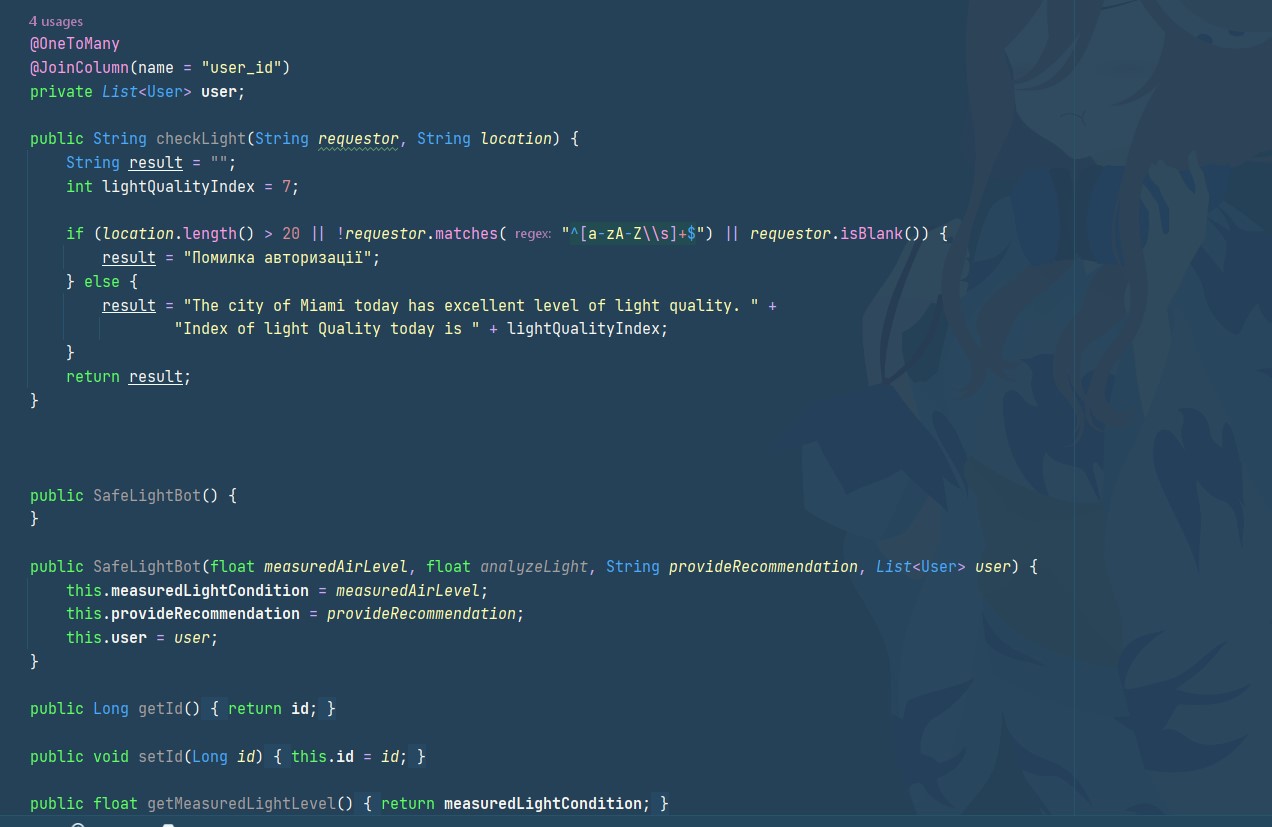 4 usages
@OneToMany
@JoinColumn(name = "user_id")
private List<User> user;
public String checkLight(String requestor, String location) {
String result = "";
int lightQualityIndex = 7;
if (location.length() > 20 || !requestor.matches( regex: "^[a-zA-Z\\s]+$") || requestor.isBlank()) {
result = "Помилка авторизації";
} else {
result = "The city of Miami today has excellent level of light quality. " +
"Index of light Quality today is " + lightQualityIndex;
}
return result;
}
public SafeLightBot() {
}
public SafeLightBot(float measuredAirLevel, float analyzeLight, String provideRecommendation, List<User> user) {
this.measuredLightCondition = measuredAirLevel;
this.provideRecommendation = provideRecommendation;
this.user = user;
}
public Long getId() { return id; }
public void setId(Long id) { this.id = id; }
public float getMeasuredLightLevel() { return measuredLightCondition; }